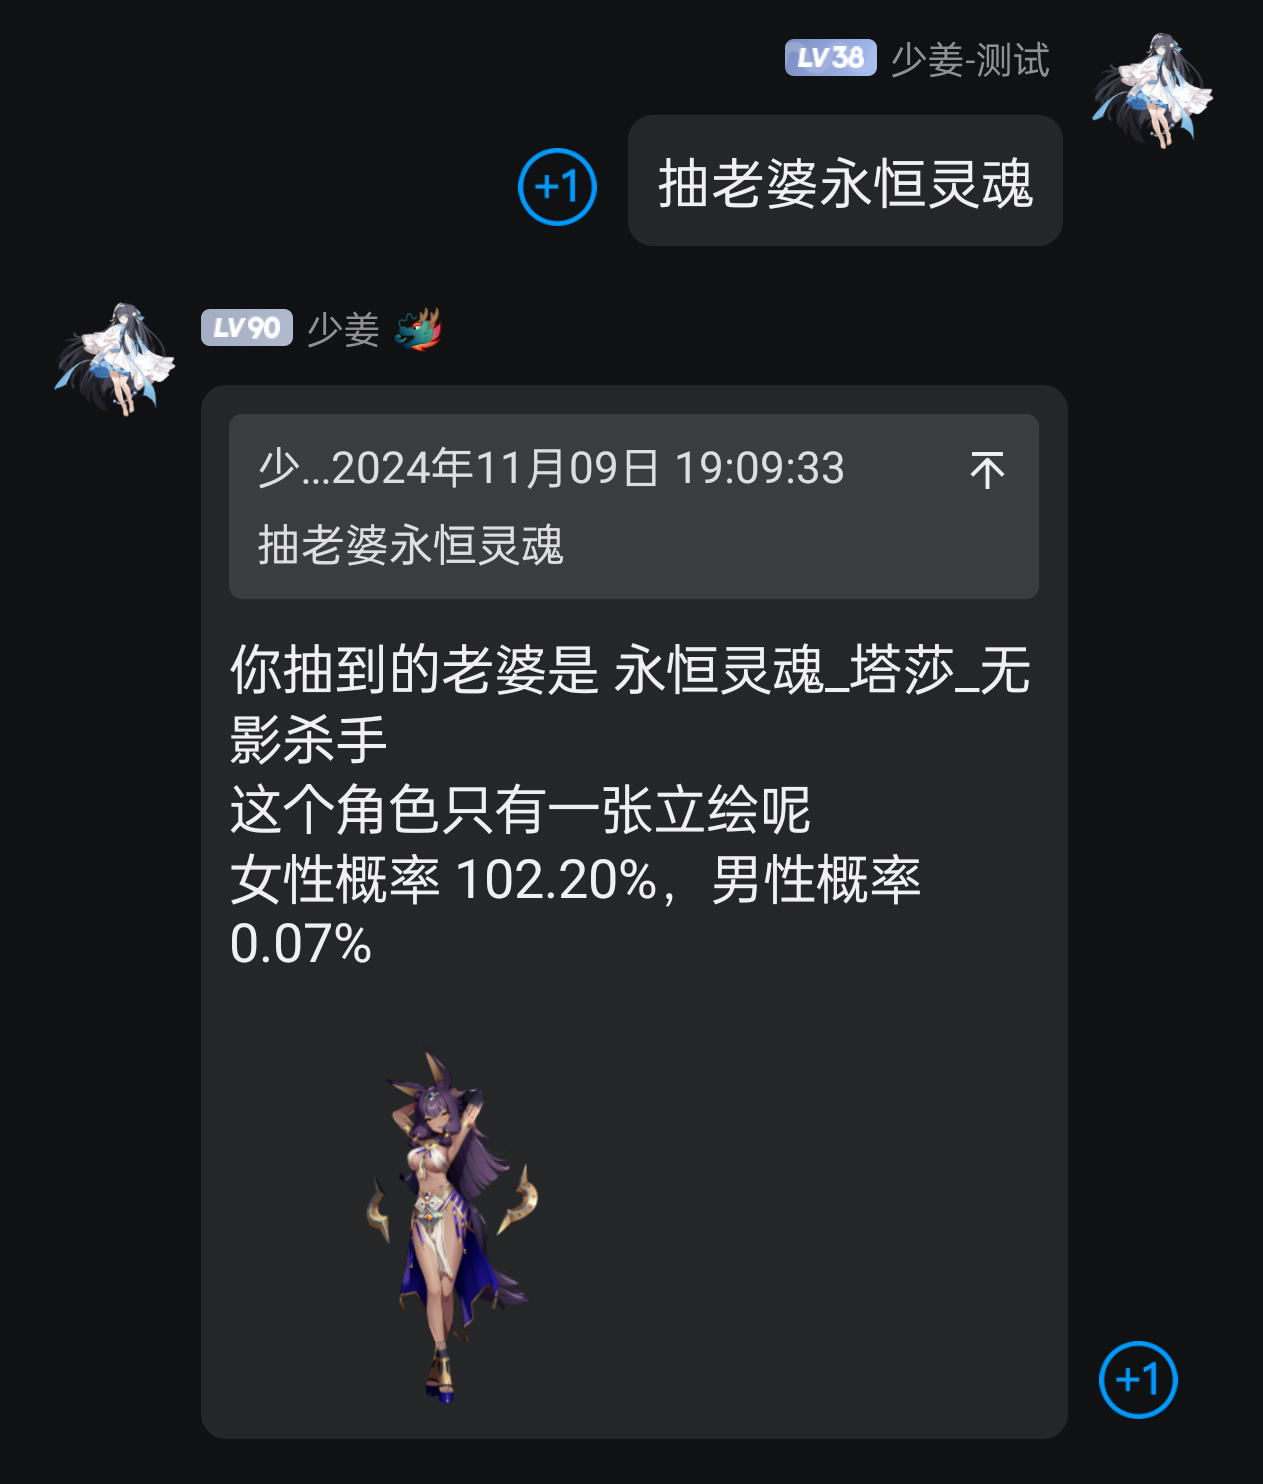 LV38 少姜-测试
抽老婆永恒灵魂
+1
LV90 少姜
少...2024年11月09日 19:09:33
抽老婆永恒灵魂
你抽到的老婆是 永恒灵魂_塔莎_无
影杀手
这个角色只有一张立绘呢
女性概率 102.20%，男性概率
0.07%
+1